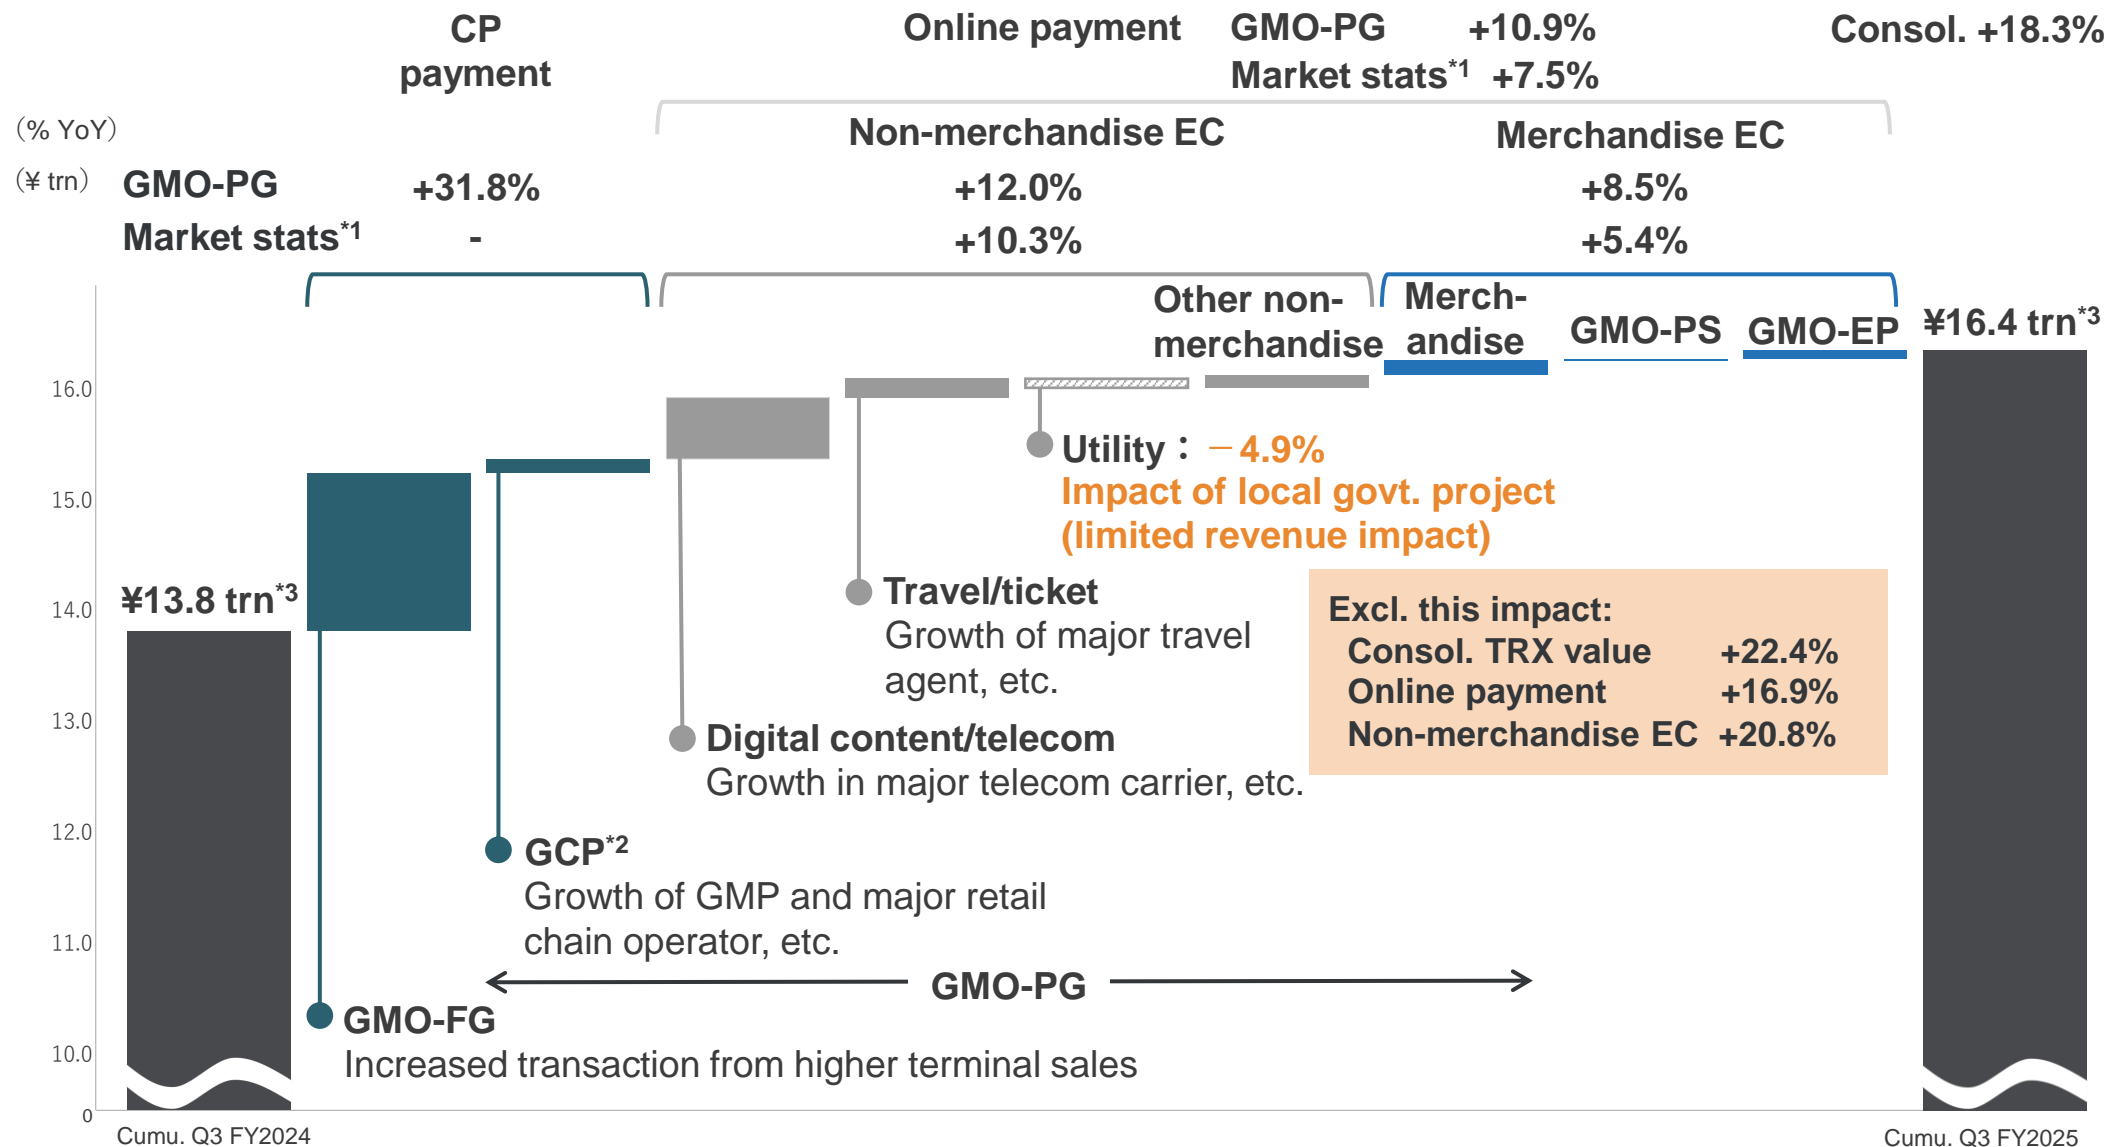 CP
payment
Online payment GMO-PG +10.9%
Market stats*1 +7.5%
Consol. +18.3%
（% YoY）
（¥ trn）
Non-merchandise EC
Merchandise EC
GMO-PG +31.8% +12.0% +8.5%
Market stats*1 - +10.3% +5.4%
Other non-
merchandise
Merch-
andise
GMO-PS
GMO-EP
¥16.4 trn*3
16.0
15.0
14.0
13.0
12.0
11.0
10.0
0
¥13.8 trn*3
Utility：－4.9%
Impact of local govt. project
(limited revenue impact)
Travel/ticket
Growth of major travel
agent, etc.
Excl. this impact:
Consol. TRX value +22.4%
Online payment +16.9%
Non-merchandise EC +20.8%
Digital content/telecom
Growth in major telecom carrier, etc.
GCP*2
Growth of GMP and major retail
chain operator, etc.
GMO-PG
GMO-FG
Increased transaction from higher terminal sales
Cumu. Q3 FY2024
Cumu. Q3 FY2025